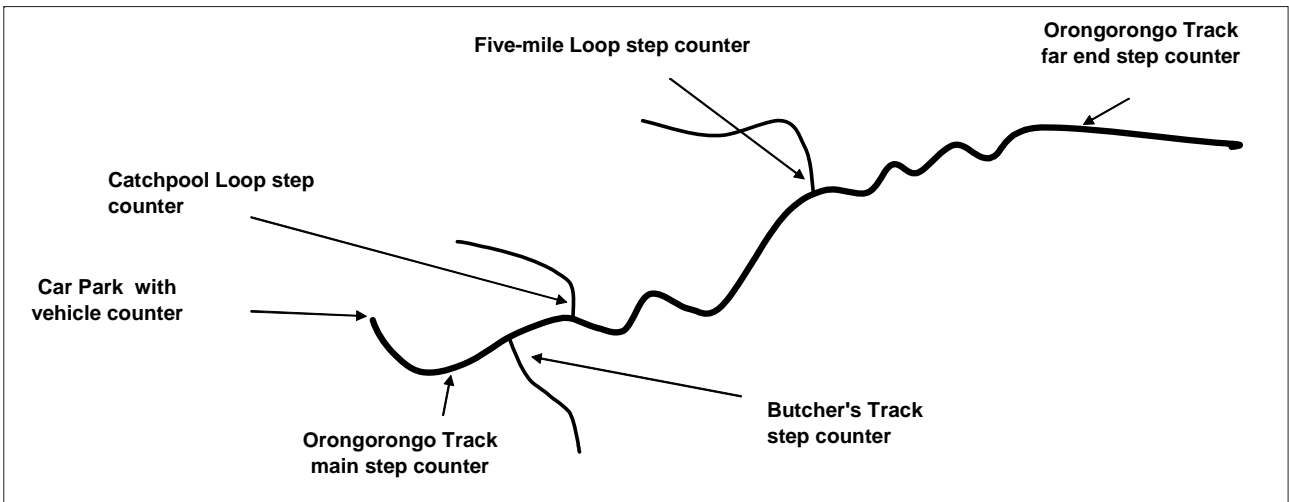 Five-mile Loop step counter
Orongorongo Track
far end step counter
Catchpool Loop step
counter
Car Park with
vehicle counter
Butcher's Track
step counter
Orongorongo Track
main step counter